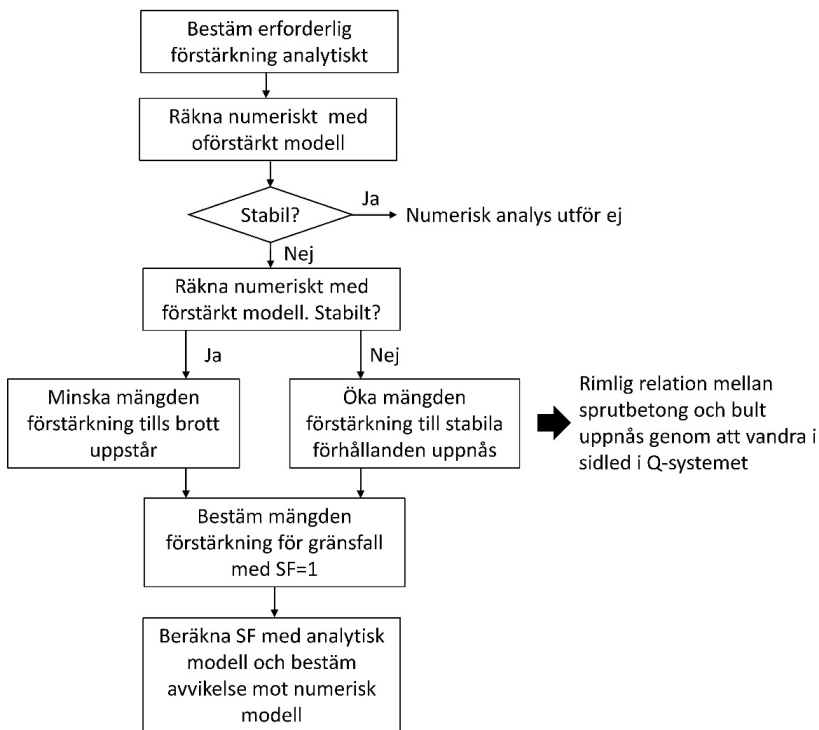 Bestäm erforderlig
förstärkning analytiskt
Räkna numeriskt med
oförstärkt modell
Stabil?
Ja
Numerisk analys utför ej
Nej
Räkna numeriskt med
förstärkt modell. Stabilt?
Ja
Nej
Minska mängden
förstärkning tills brott
uppstår
Öka mängden
förstärkning till stabila
förhållanden uppnås
Rimlig relation mellan
sprutbetong och bult
uppnås genom att vandra i
sidled i Q-systemet
Bestäm mängden
förstärkning för gränsfall
med SF=1
Beräkna SF med analytisk
modell och bestäm
avvikelse mot numerisk
modell